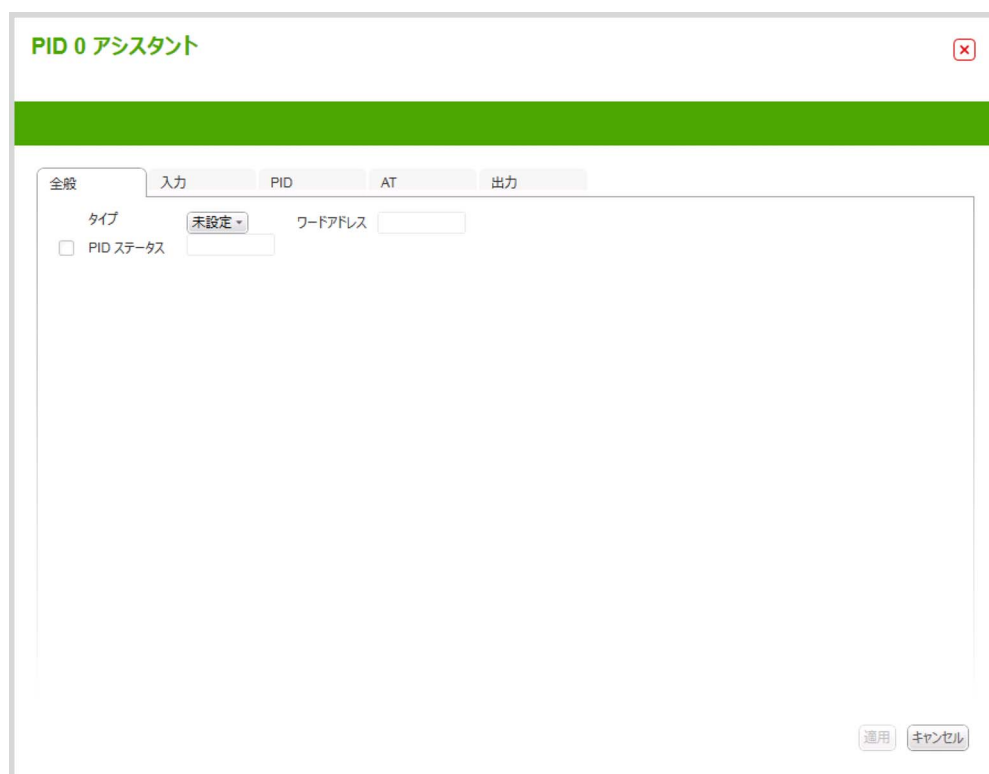 PID 0 アシスタント
全般 入力 PID AT 出力
タイプ 未設定 ワードアドレス
PID ステータス
適用 キャンセル